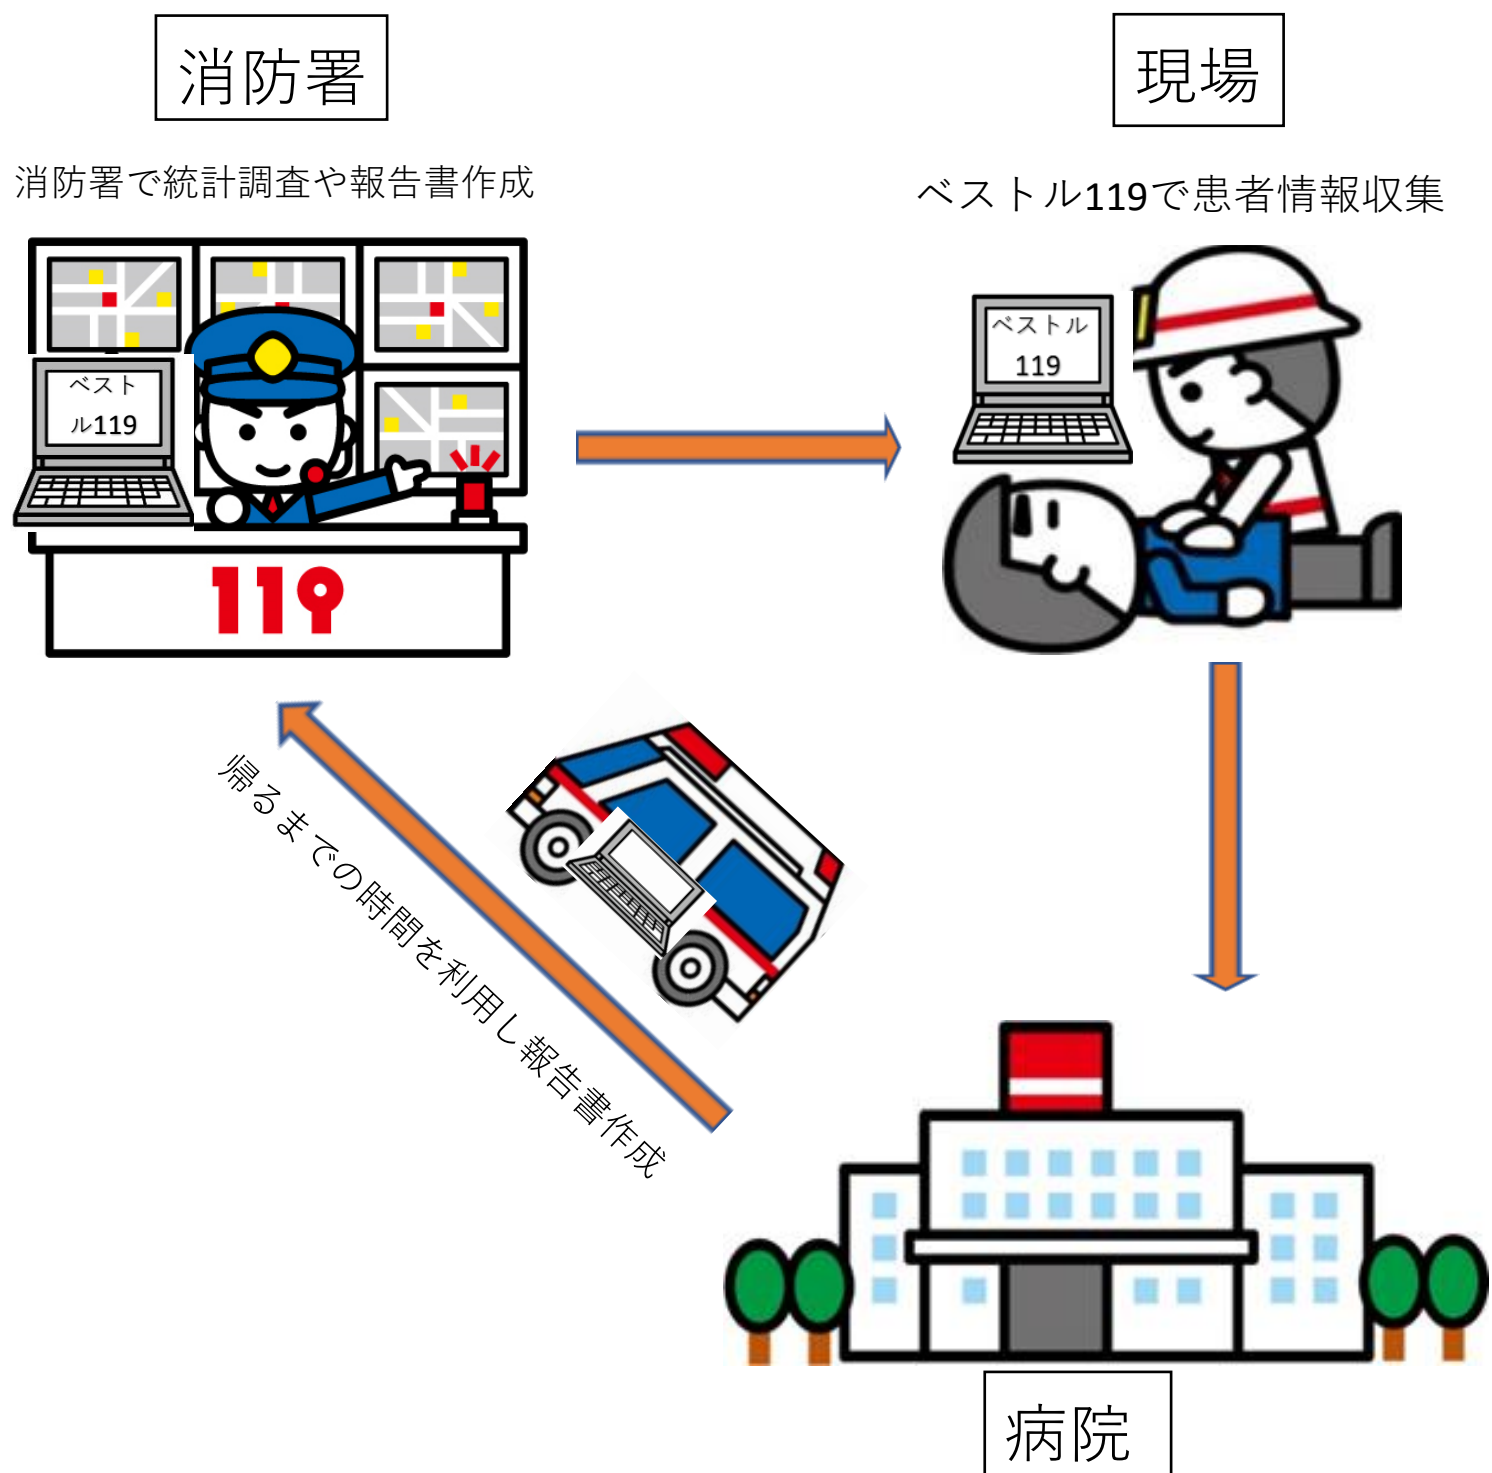 消防署
現場
消防署で統計調査や報告書作成
ベストル119で患者情報収集
ベスト
ル119
ベストル
119
119
帰るまでの時間を利用し報告書作成
病院